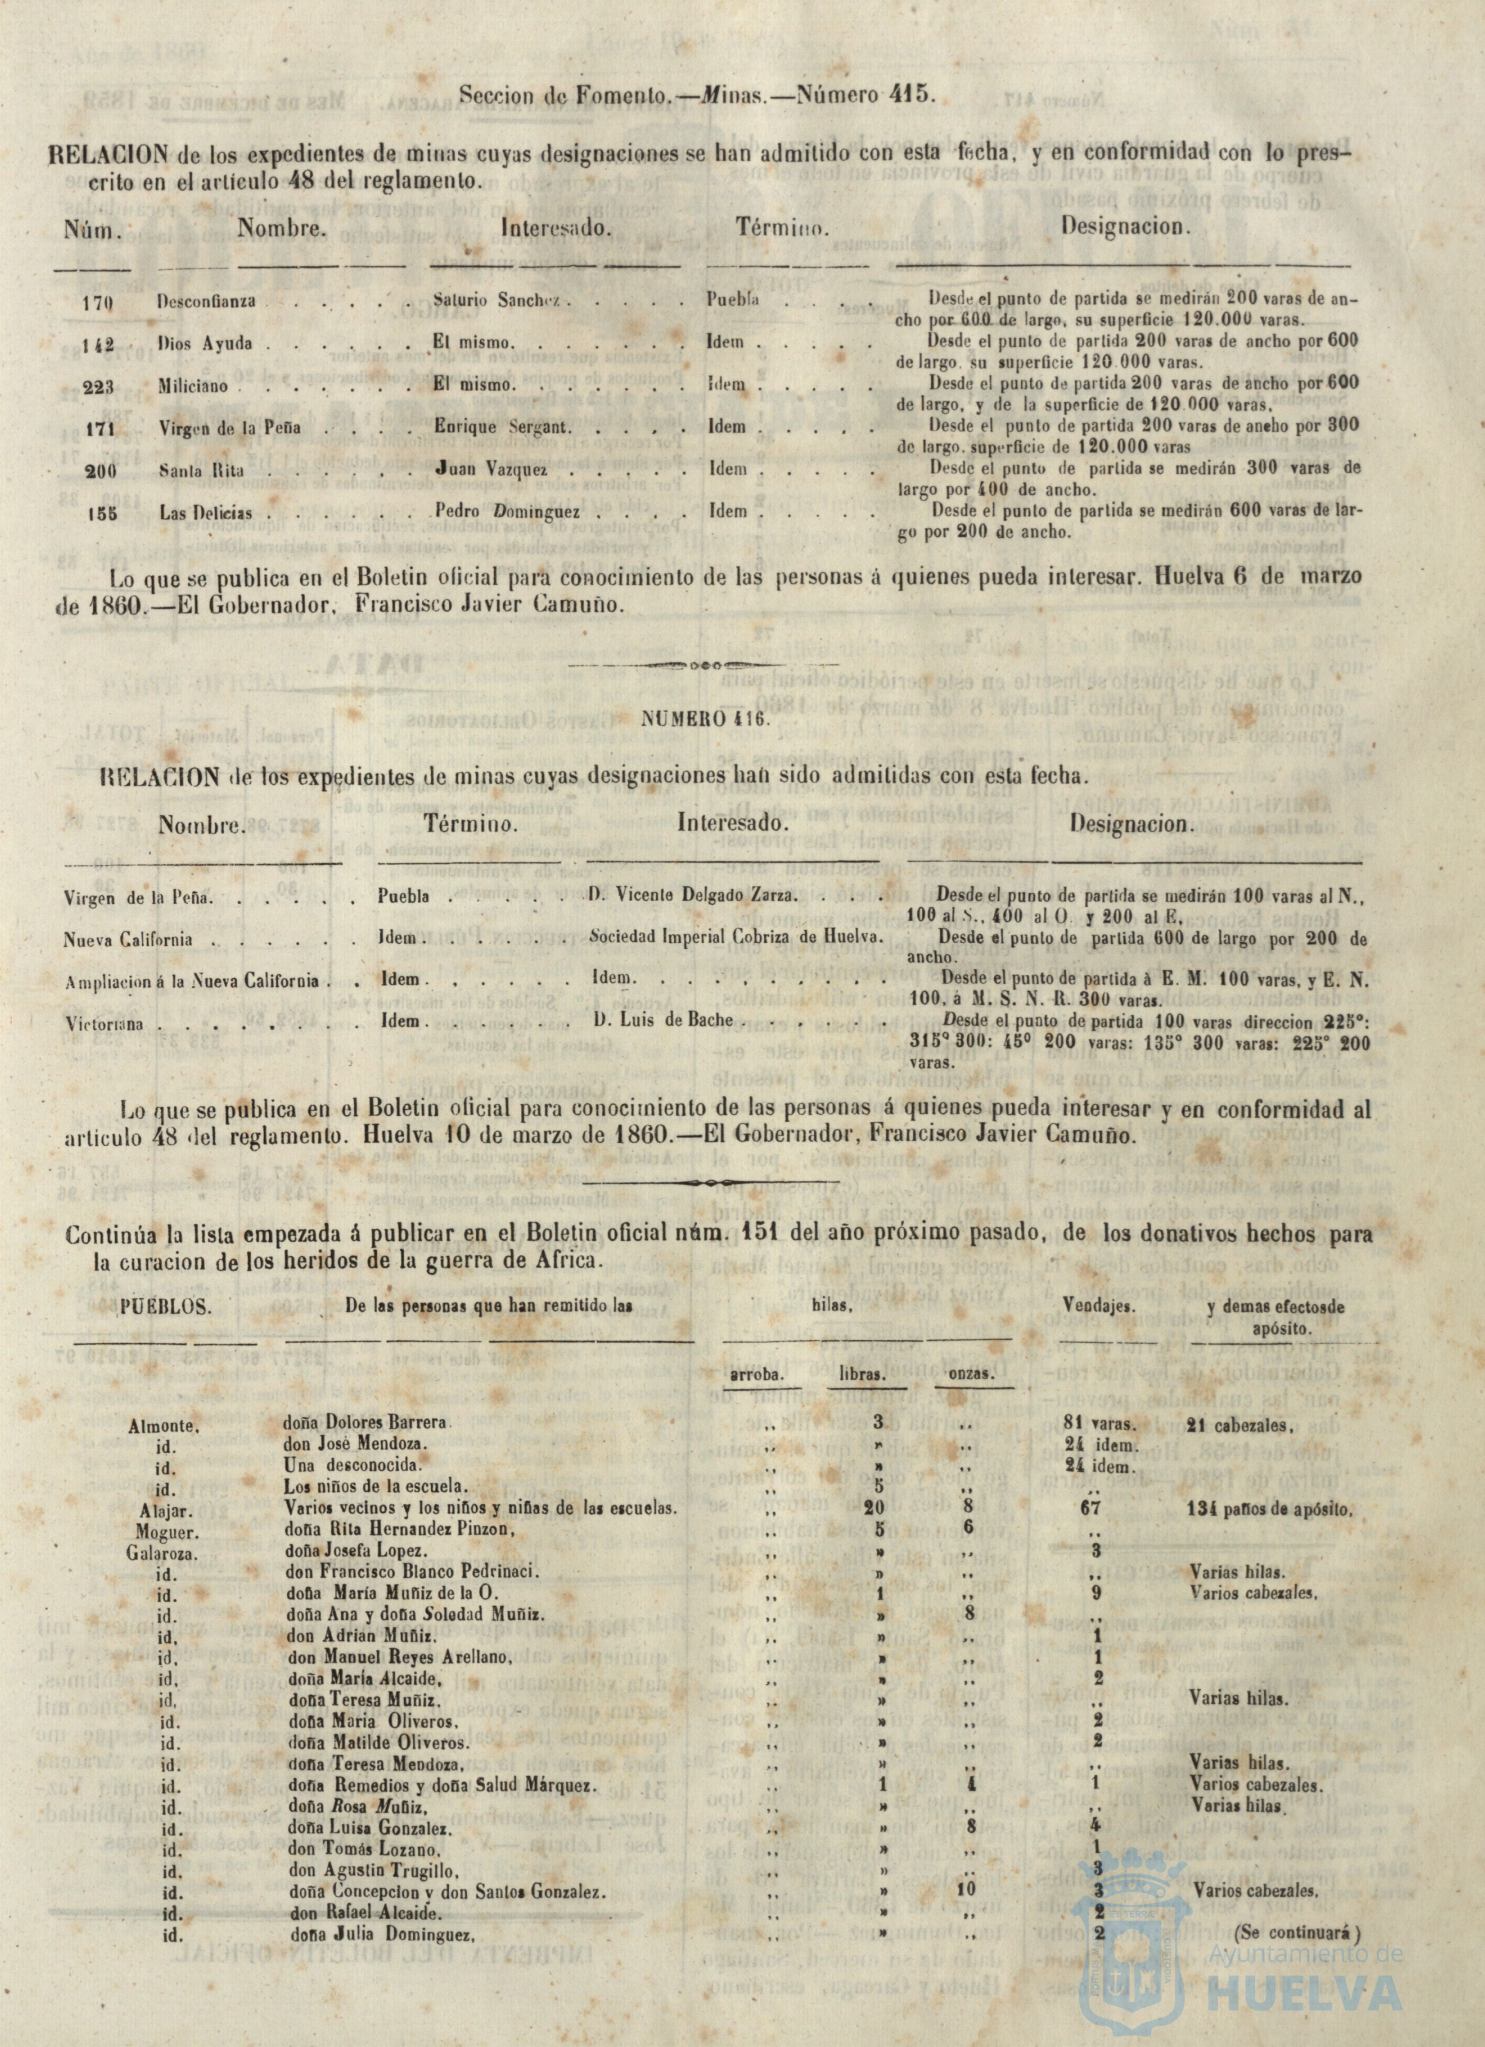 Seccion de Fomento.—Minas.—Número 415.
RELACION de los expedientes de minas cuyas designaciones se han admitido con esta fecha, y en conformidad con lo pres-
crito en el artículo 48 del reglamento.
Núm. Nombre. Interesado. Término. Designacion.
170 Desconfianza . . . . . . Saturio Sanchez . . . . . Puebla . . . . Desde el punto de partida se medirán 200 varas de an-
cho por 600 de largo, su superficie 120.000 varas.
142 Dios Ayuda . . . . . . El mismo. . . . . . . Idem . . . . . Desde el punto de partida 200 varas de ancho por 600
de largo. su superficie 120.000 varas.
223 Miliciano . . . . . . . El mismo. . . . . . . Idem . . . . . Desde el punto de partida 200 varas de ancho por 600
de largo, y de la superficie de 120.000 varas,
171 Virgen de la Peña . . . . Enrique Sergant. . . . . Idem . . . . . Desde el punto de partida 200 varas de ancho por 300
de largo. superficie de 120.000 varas
200 Santa Rita . . . . . . Juan Vazquez . . . . . Idem . . . . . Desde el punto de partida se medirán 300 varas de
largo por 400 de ancho.
155 Las Delicias . . . . . . Pedro Dominguez . . . . Idem . . . . . Desde el punto de partida se medirán 600 varas de lar-
go por 200 de ancho.
Lo que se publica en el Boletin oficial para conocimiento de las personas á quienes pueda interesar. Huelva 6 de marzo
de 1860.—El Gobernador, Francisco Javier Camuño.
NUMERO 416.
RELACION de los expedientes de minas cuyas designaciones han sido admitidas con esta fecha.
Nombre. Término. Interesado. Designacion.
Virgen de la Peña. . . . . . Puebla . . . . . D. Vicente Delgado Zarza. . . . Desde el punto de partida se medirán 100 varas al N.,
100 al S., 400 al O. y 200 al E.
Nueva California . . . . . . Idem . . . . . . Sociedad Imperial Cobriza de Huelva. Desde el punto de partida 600 de largo por 200 de
ancho.
Ampliacion á la Nueva California . . Idem . . . . . . Idem. . . . . . . . . . Desde el punto de partida à E. M. 100 varas, y E. N.
100, á M. S. N. R. 300 varas.
Victoriana . . . . . . . . Idem . . . . . . D. Luis de Bache . . . . . . Desde el punto de partida 100 varas direccion 225°:
315° 300: 45° 200 varas: 135° 300 varas: 225° 200
varas.
Lo que se publica en el Boletin oficial para conocimiento de las personas á quienes pueda interesar y en conformidad al
artículo 48 del reglamento. Huelva 10 de marzo de 1860.—El Gobernador, Francisco Javier Camuño.
Continúa la lista empezada á publicar en el Boletin oficial núm. 151 del año próximo pasado, de los donativos hechos para
la curacion de los heridos de la guerra de Africa.
PUEBLOS. De las personas que han remitido las hilas, Vendajes. y demas efectosde
apósito.
arroba. libras. onzas.
Almonte. doña Dolores Barrera. ,, 3 ,, 81 varas. 21 cabezales,
id. don José Mendoza. ,, » ,, 24 idem.
id. Una desconocida. ,, » ,, 24 idem.
id. Los niños de la escuela. ,, 5 ,, ,,
Alajar. Varios vecinos y los niños y niñas de las escuelas. ,, 20 8 67 134 paños de apósito,
Moguer. doña Rita Hernandez Pinzon, ,, 5 6 ,,
Galaroza. doña Josefa Lopez. ,, » ,, 3
id. don Francisco Blanco Pedrinaci. ,, » ,, ,, Varias hilas.
id. doña María Muñiz de la O. ,, 1 ,, 9 Varios cabezales,
id. doña Ana y doña Soledad Muñiz. ,, » 8 ,,
id. don Adrian Muñiz. ,, » ,, 1
id. don Manuel Reyes Arellano, ,, » ,, 1
id. doña María Alcaide, ,, » ,, 2
id. doña Teresa Muñiz. ,, » ,, ,, Varias hilas.
id. doña Maria Oliveros, ,, » ,, 2
id. doña Matilde Oliveros. ,, » ,, 2
id. doña Teresa Mendoza, ,, » ,, ,, Varias hilas.
id. doña Remedios y doña Salud Márquez. ,, 1 4 1 Varios cabezales.
id. doña Rosa Muñiz, ,, » ,, ,, Varias hilas.
id. doña Luisa Gonzalez. ,, » 8 4
id. don Tomás Lozano. ,, » ,, 1
id. don Agustin Trugillo, ,, » ,, 3
id. doña Concepcion y don Santos Gonzalez. ,, » 10 3 Varios cabezales,
id. don Rafael Alcaide. ,, » ,, 2
id. doña Julia Dominguez, ,, » ,, 2 (Se continuará)
Ayuntamiento de
HUELVA